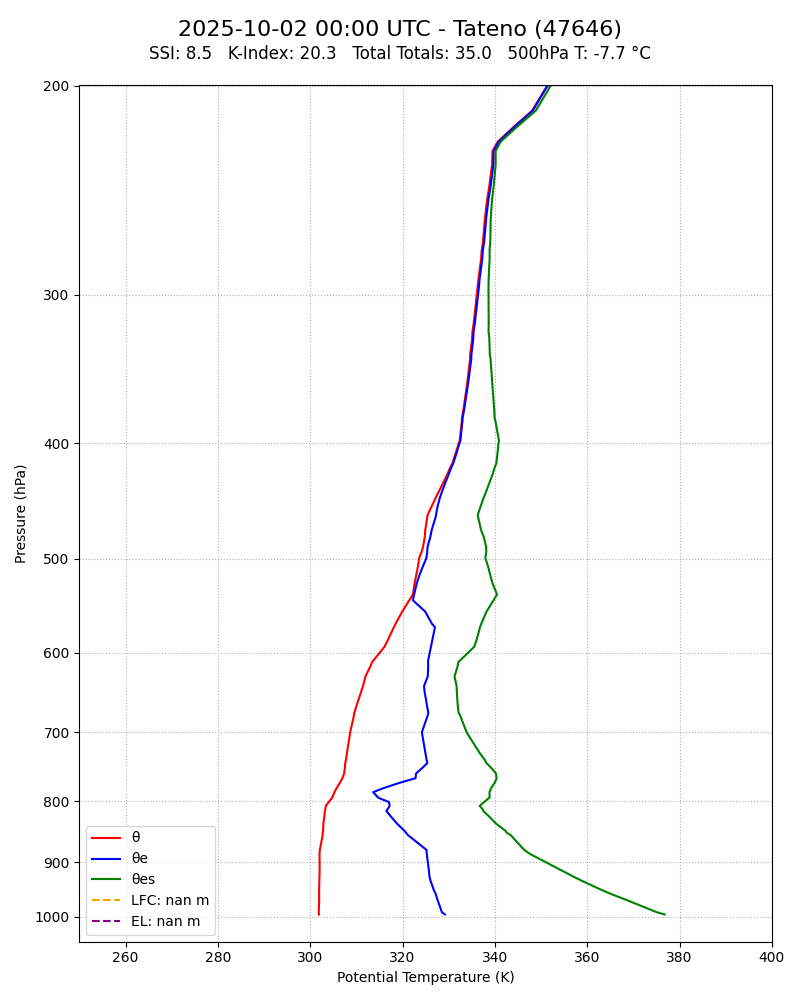 2025-10-02 00:00 UTC - Tateno (47646)
SSI: 8.5   K-Index: 20.3   Total Totals: 35.0   500hPa T: -7.7 °C
200
300
400
500
600
700
800
900
1000
Pressure (hPa)
θ
θe
θes
LFC: nan m
EL: nan m
260
280
300
320
340
360
380
400
Potential Temperature (K)